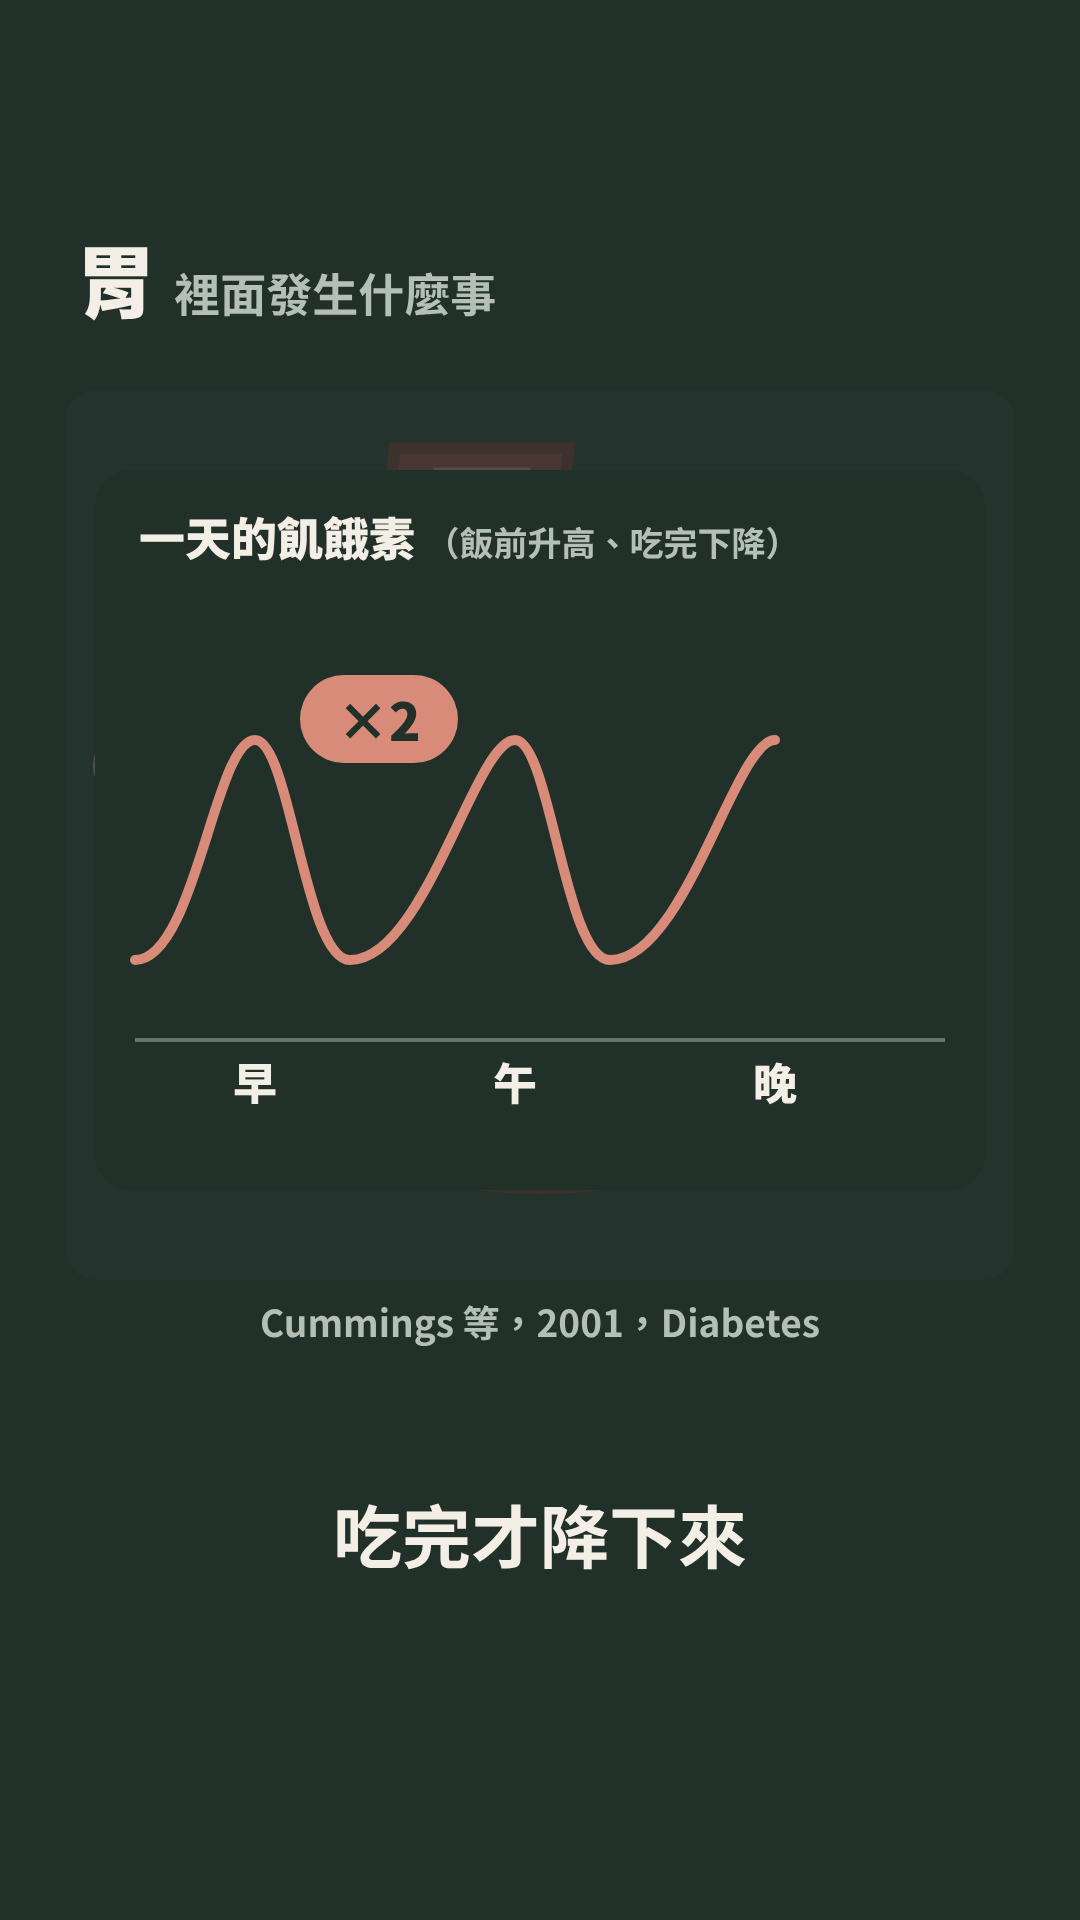 胃 裡面發生什麼事
一天的飢餓素（飯前升高、吃完下降）
×2
早 午 晚
Cummings 等，2001，Diabetes
吃完才降下來